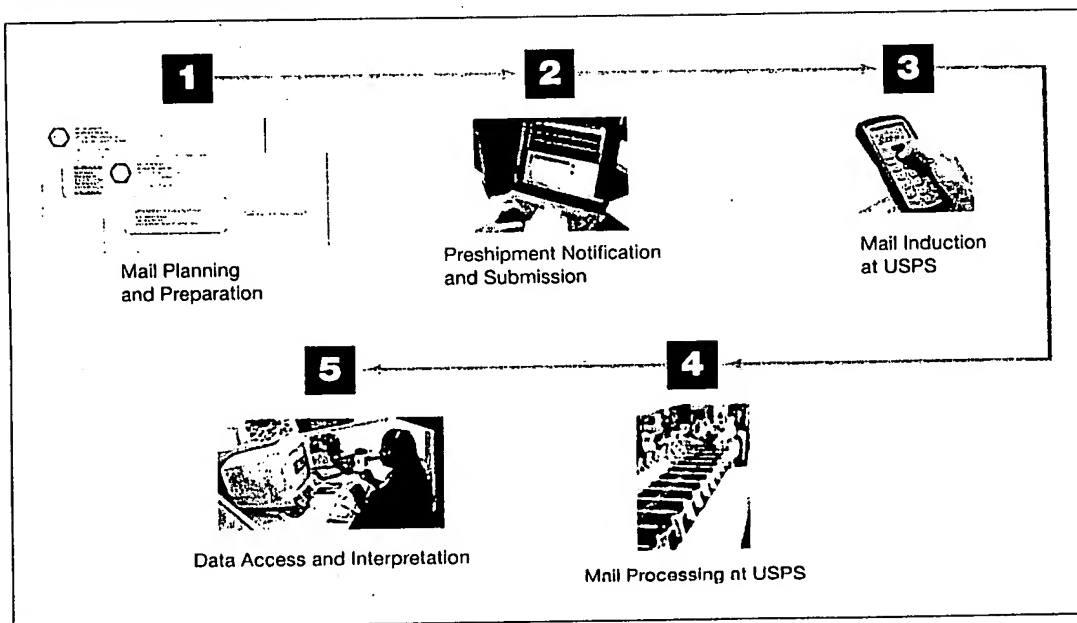 1
2
3
Mail Planning
and Preparation
Preshipment Notification
and Submission
Mail Induction
at USPS
5
4
Data Access and Interpretation
Mail Processing at USPS